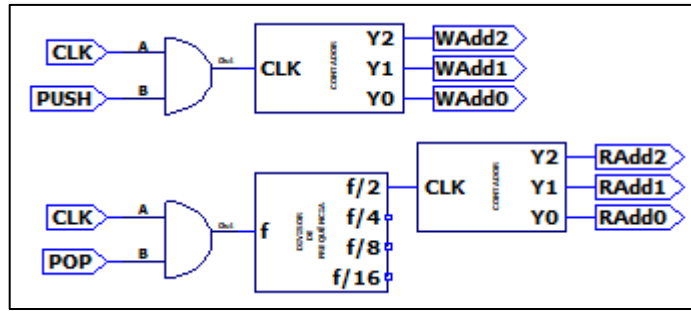 CLK A Out CLK CONTADOR Y2 WAdd2
Y1 WAdd1
PUSH B Y0 WAdd0
CLK A Out f DIVISOR DE FREQUÊNCIA f/2 CLK CONTADOR Y2 RAdd2
f/4 Y1 RAdd1
POP B f/8 Y0 RAdd0
f/16